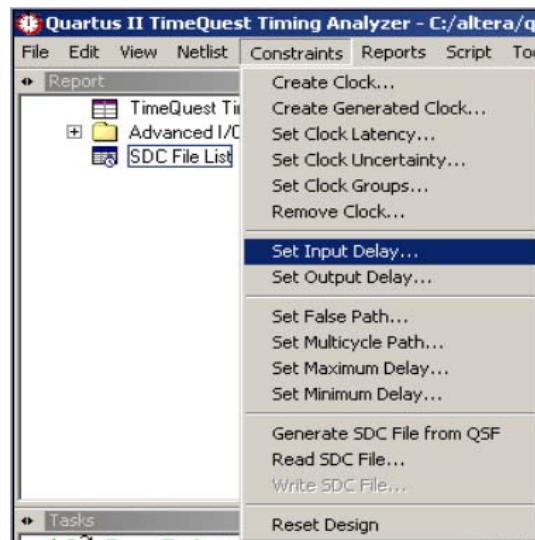 Quartus II TimeQuest Timing Analyzer - C:/altera/q
File Edit View Netlist Constraints Reports Script To
Report
TimeQuest Ti
Advanced I/O
SDC File List
Create Clock...
Create Generated Clock...
Set Clock Latency...
Set Clock Uncertainty...
Set Clock Groups...
Remove Clock...
Set Input Delay...
Set Output Delay...
Set False Path...
Set Multicycle Path...
Set Maximum Delay...
Set Minimum Delay...
Generate SDC File from QSF
Read SDC File...
Write SDC File...
Reset Design
Tasks